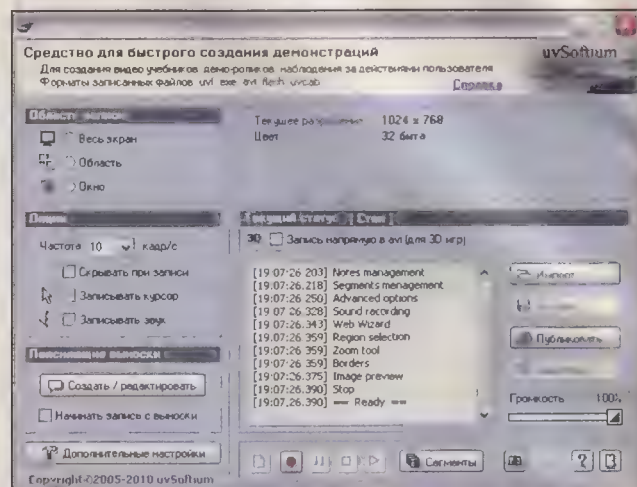 Средство для быстрого создания демонстраций
uvSoftium
Для создания видео учебников, демо-роликов, наблюдения за действиями пользователя
Форматы записанных файлов uvl exe avi flash uvcab
Справка
Область записи
Весь экран
Область
Окно
Текущее разрешение 1024 x 768
Цвет 32 бита
Опции
Частота 10 кадр/с
Скрывать при записи
Записывать курсор
Записывать звук
Текущий статус [ Стоп ]
3D Запись напрямую в avi (для 3D игр)
[19:07:26.203] Notes management
[19:07:26.218] Segments management
[19:07:26.250] Advanced options
[19:07:26.328] Sound recording
[19:07:26.343] Web Wizard
[19:07:26.359] Region selection
[19:07:26.359] Zoom tool
[19:07:26.359] Borders
[19:07:26.375] Image preview
[19:07:26.390] Stop
[19:07:26.390] == Ready ==
Импорт
Публиковать
Громкость 100%
Поясняющие выноски
Создать / редактировать
Начинать запись с выноски
Дополнительные настройки
Сегменты
Copyright ©2005-2010 uvSoftium